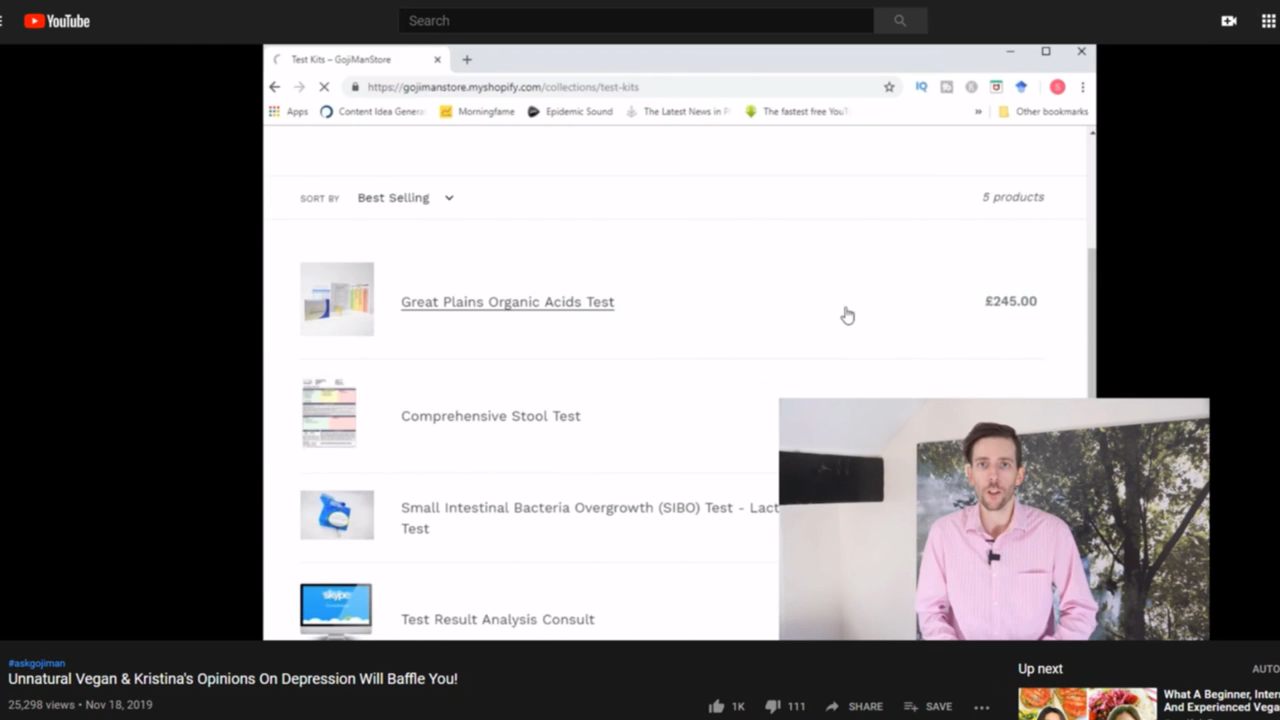 YouTube
Search
Test Kits – GojiManStore
https://gojimanstore.myshopify.com/collections/test-kits
Apps
Content Idea Genera
Morningfame
Epidemic Sound
The Latest News in
The fastest free You
Other bookmarks
SORT BY
Best Selling
5 products
Great Plains Organic Acids Test
£245.00
Comprehensive Stool Test
Small Intestinal Bacteria Overgrowth (SIBO) Test - Lact
Test
skype
Test Result Analysis Consult
#askgojiman
Unnatural Vegan & Kristina's Opinions On Depression Will Baffle You!
25,298 views • Nov 18, 2019
1K
111
SHARE
SAVE
Up next
AUTO
What A Beginner, Inten
And Experienced Vega